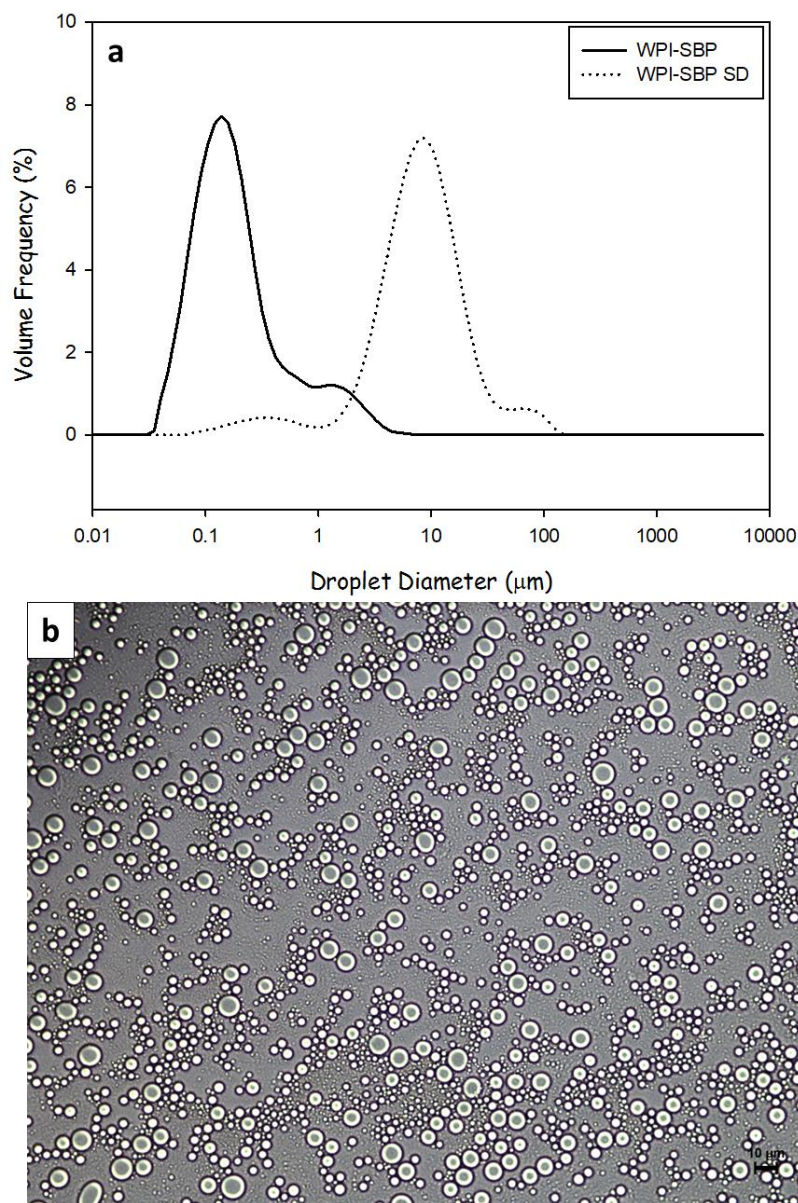 a
WPI-SBP
WPI-SBP SD
10
8
6
4
2
0
Volume Frequency (%)
0.01 0.1 1 10 100 1000 10000
Droplet Diameter (μm)
b
10 μm